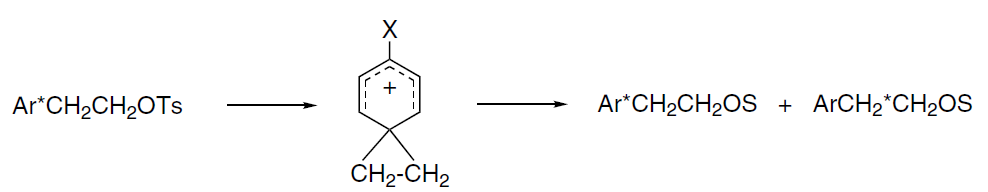 X
+
Ar*CH₂CH₂OTs
Ar*CH₂CH₂OS + ArCH₂*CH₂OS
CH₂-CH₂